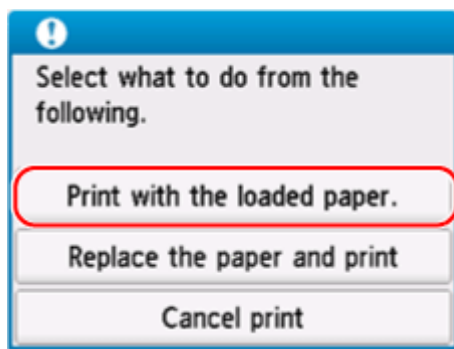 Select what to do from the
following.
Print with the loaded paper.
Replace the paper and print
Cancel print